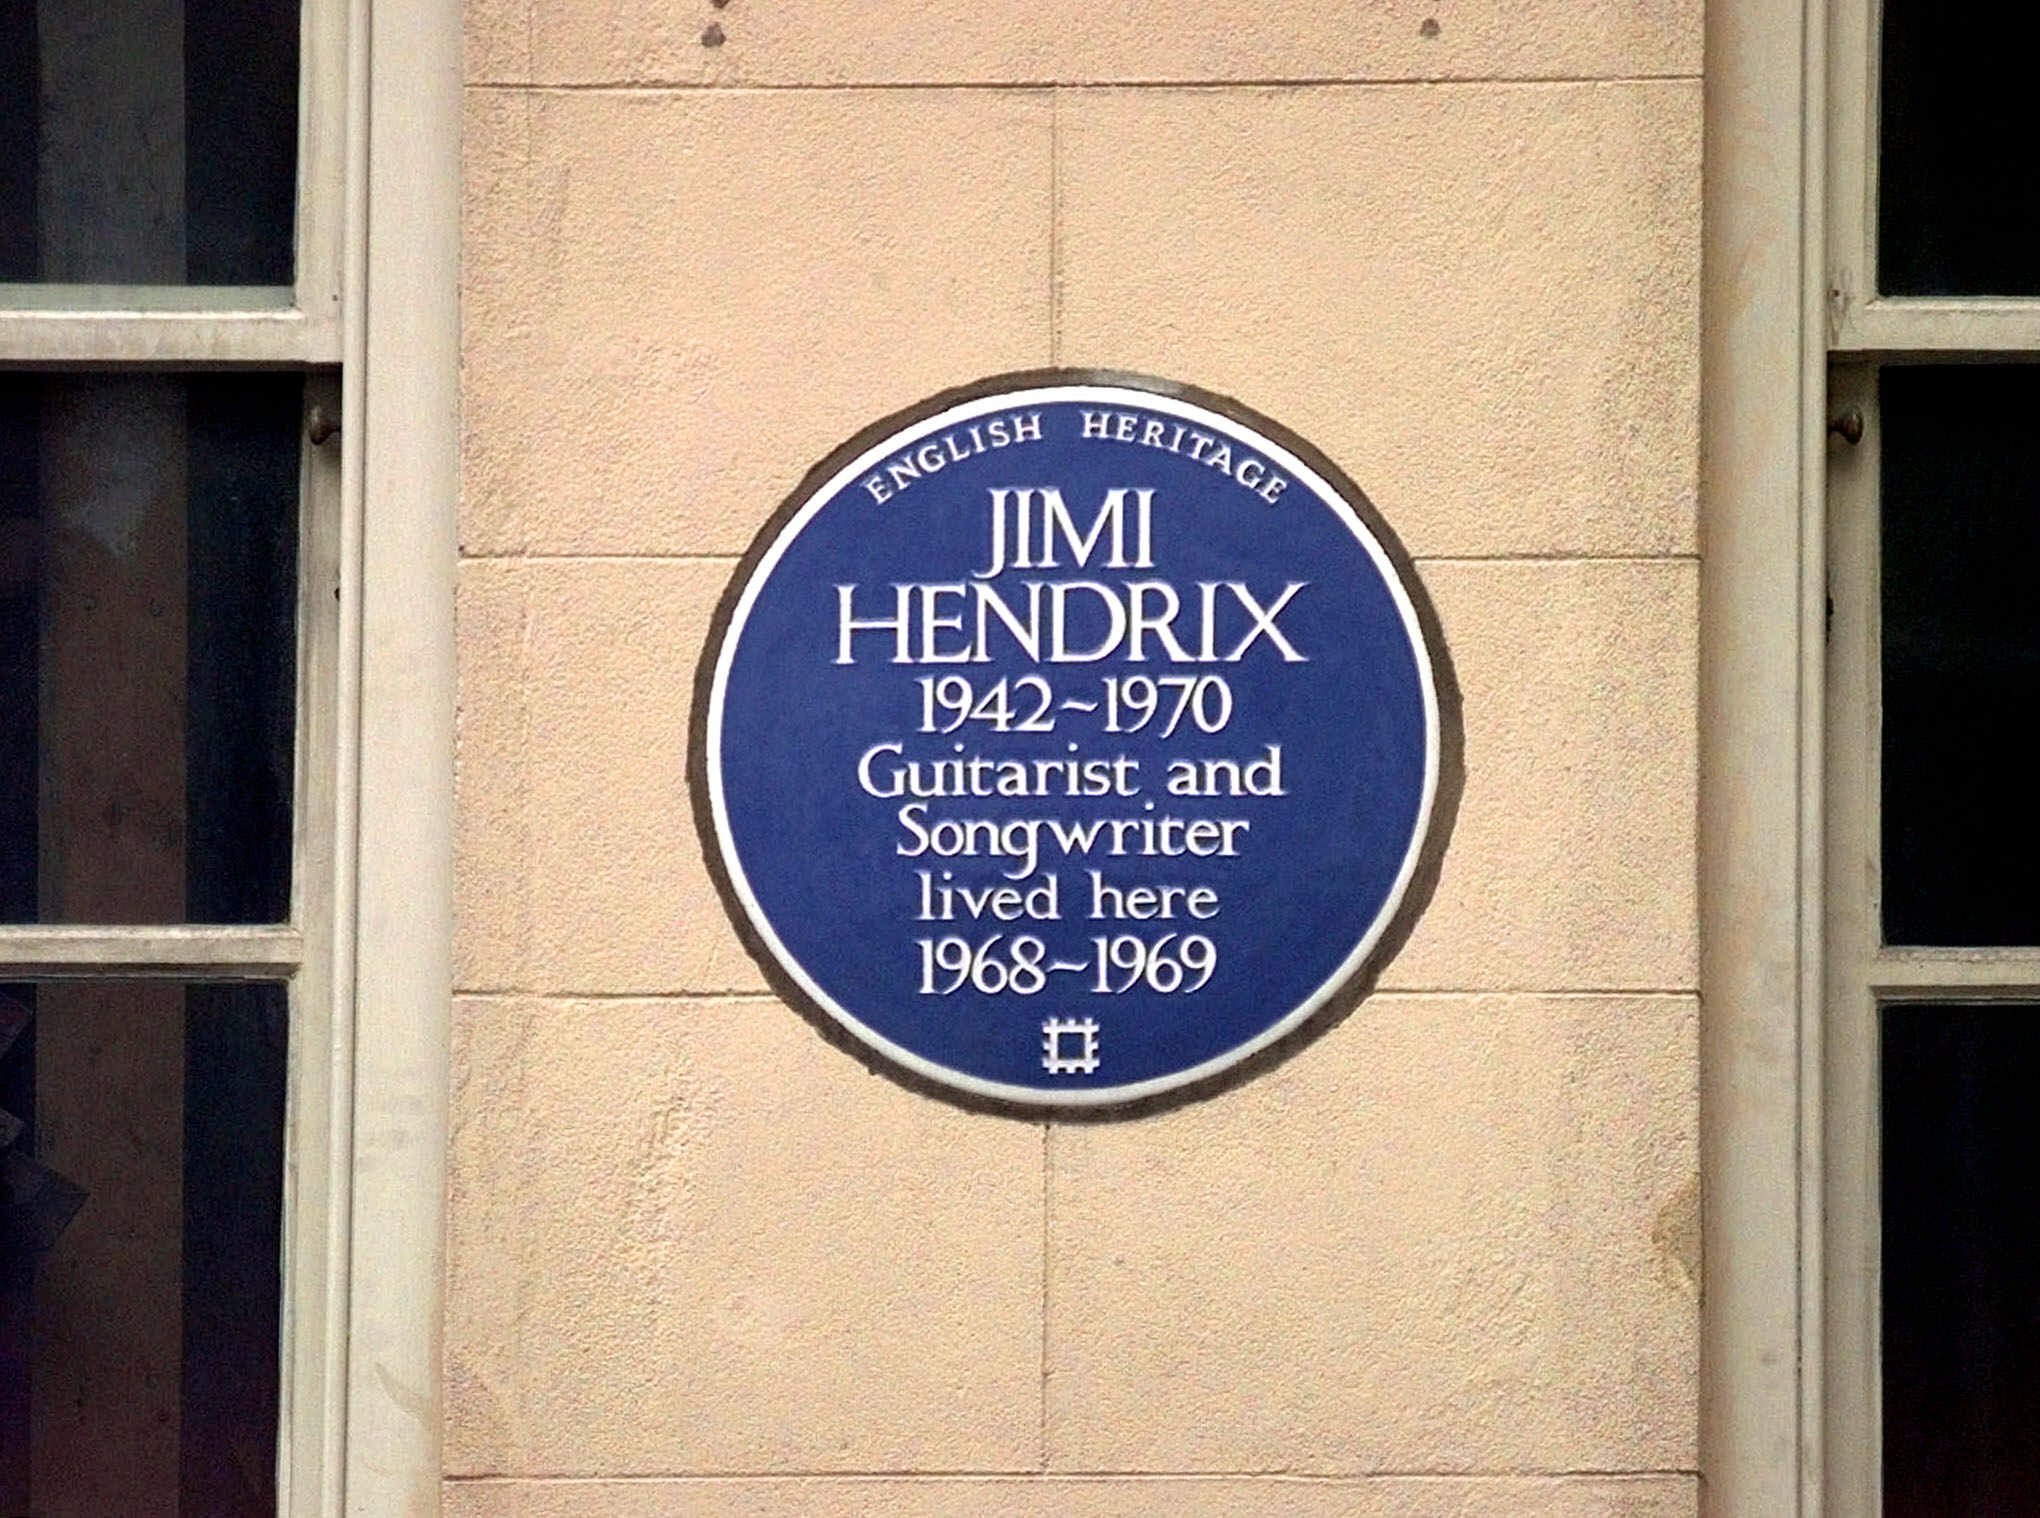 ENGLISH HERITAGE
JIMI
HENDRIX
1942~1970
Guitarist and
Songwriter
lived here
1968~1969